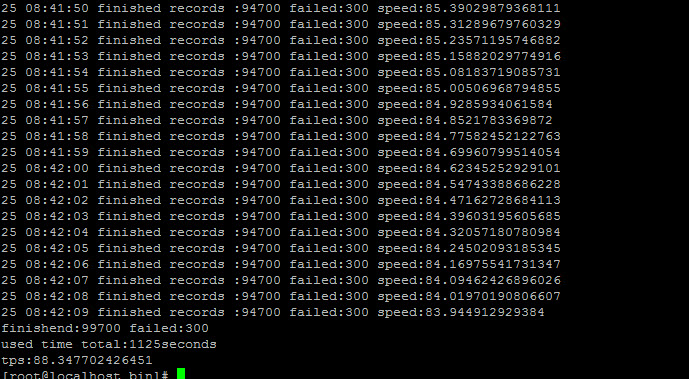 25 08:41:50 finished records :94700 failed:300 speed:85.39029879368111
25 08:41:51 finished records :94700 failed:300 speed:85.31289679760329
25 08:41:52 finished records :94700 failed:300 speed:85.23571195746882
25 08:41:53 finished records :94700 failed:300 speed:85.15882029774916
25 08:41:54 finished records :94700 failed:300 speed:85.08183719085731
25 08:41:55 finished records :94700 failed:300 speed:85.00506968794855
25 08:41:56 finished records :94700 failed:300 speed:84.9285934061584
25 08:41:57 finished records :94700 failed:300 speed:84.8521783369872
25 08:41:58 finished records :94700 failed:300 speed:84.77582452122763
25 08:41:59 finished records :94700 failed:300 speed:84.69960799514054
25 08:42:00 finished records :94700 failed:300 speed:84.62345252929101
25 08:42:01 finished records :94700 failed:300 speed:84.54743388686228
25 08:42:02 finished records :94700 failed:300 speed:84.47162728684113
25 08:42:03 finished records :94700 failed:300 speed:84.39603195605685
25 08:42:04 finished records :94700 failed:300 speed:84.32057180780984
25 08:42:05 finished records :94700 failed:300 speed:84.24502093185345
25 08:42:06 finished records :94700 failed:300 speed:84.16975541731347
25 08:42:07 finished records :94700 failed:300 speed:84.09462426896026
25 08:42:08 finished records :94700 failed:300 speed:84.01970190806607
25 08:42:09 finished records :94700 failed:300 speed:83.944912929384
finishend:99700 failed:300
used time total:1125seconds
tps:88.347702426451
[root@localhost bin]#